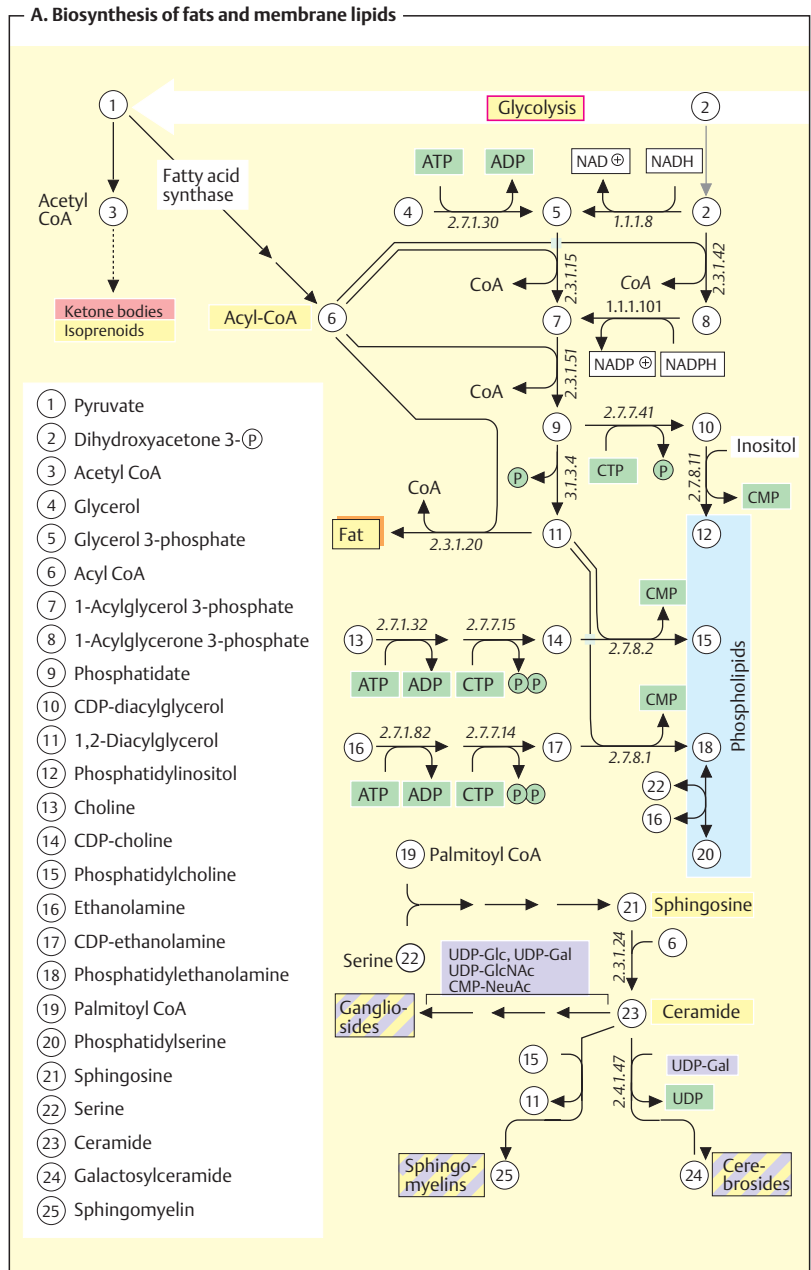 A. Biosynthesis of fats and membrane lipids
1
Glycolysis
2
Fatty acid
synthase
ATP
ADP
NAD ⊕
NADH
Acetyl
CoA
3
4
2.7.1.30
5
1.1.1.8
2
CoA
2.3.1.15
CoA
2.3.1.42
Ketone bodies
Isoprenoids
Acyl-CoA
6
7
1.1.1.101
8
NADP ⊕
NADPH
CoA
2.3.1.51
9
2.7.7.41
10
CTP
P
Inositol
2.7.8.11
CMP
P
3.1.3.4
CoA
Fat
2.3.1.20
11
12
CMP
13
2.7.1.32
2.7.7.15
14
2.7.8.2
15
ATP
ADP
CTP
P P
CMP
16
2.7.1.82
2.7.7.14
17
2.7.8.1
18
ATP
ADP
CTP
P P
22
16
20
Phospholipids
19 Palmitoyl CoA
21 Sphingosine
Serine 22
UDP-Glc, UDP-Gal
UDP-GlcNAc
CMP-NeuAc
2.3.1.24
6
Ganglio-
sides
23 Ceramide
15
11
2.4.1.47
UDP-Gal
UDP
Sphingo-
myelins
25
24
Cere-
brosides
1 Pyruvate
2 Dihydroxyacetone 3-P
3 Acetyl CoA
4 Glycerol
5 Glycerol 3-phosphate
6 Acyl CoA
7 1-Acylglycerol 3-phosphate
8 1-Acylglycerone 3-phosphate
9 Phosphatidate
10 CDP-diacylglycerol
11 1,2-Diacylglycerol
12 Phosphatidylinositol
13 Choline
14 CDP-choline
15 Phosphatidylcholine
16 Ethanolamine
17 CDP-ethanolamine
18 Phosphatidylethanolamine
19 Palmitoyl CoA
20 Phosphatidylserine
21 Sphingosine
22 Serine
23 Ceramide
24 Galactosylceramide
25 Sphingomyelin